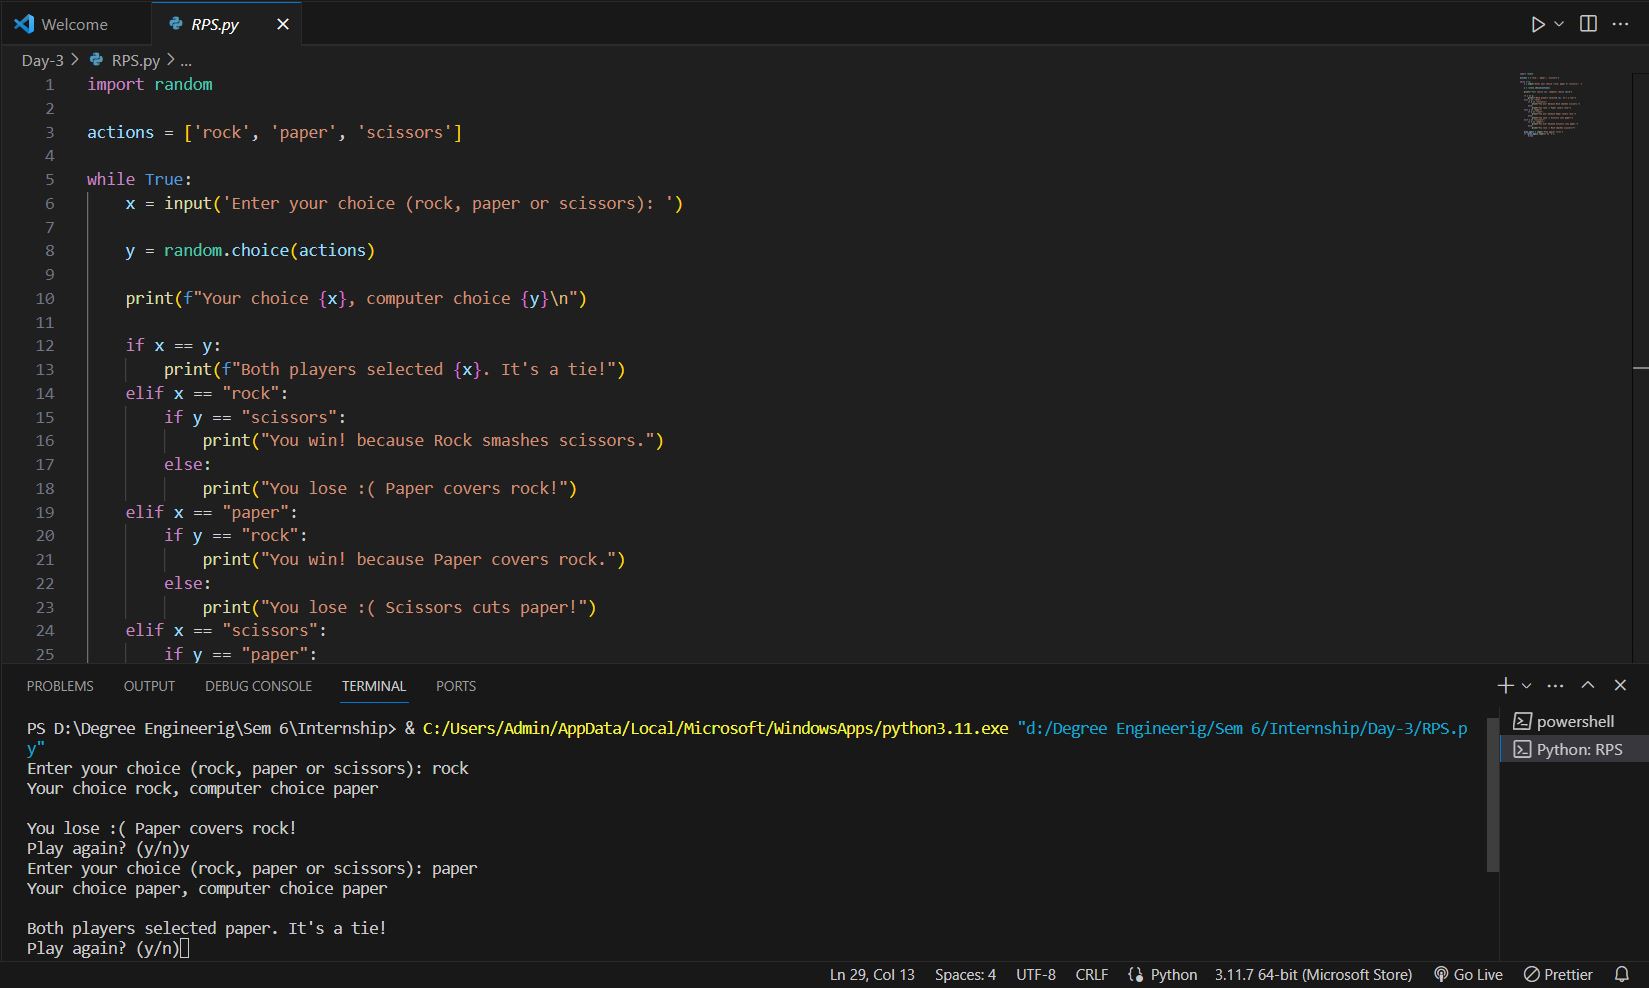 Welcome
RPS.py
Day-3 > RPS.py > ...
1 import random
2
3 actions = ['rock', 'paper', 'scissors']
4
5 while True:
6     x = input('Enter your choice (rock, paper or scissors): ')
7
8     y = random.choice(actions)
9
10     print(f"Your choice {x}, computer choice {y}\n")
11
12     if x == y:
13         print(f"Both players selected {x}. It's a tie!")
14     elif x == "rock":
15         if y == "scissors":
16             print("You win! because Rock smashes scissors.")
17         else:
18             print("You lose :( Paper covers rock!")
19     elif x == "paper":
20         if y == "rock":
21             print("You win! because Paper covers rock.")
22         else:
23             print("You lose :( Scissors cuts paper!")
24     elif x == "scissors":
25         if y == "paper":
PROBLEMS OUTPUT DEBUG CONSOLE TERMINAL PORTS
PS D:\Degree Engineerig\Sem 6\Internship> & C:/Users/Admin/AppData/Local/Microsoft/WindowsApps/python3.11.exe "d:/Degree Engineerig/Sem 6/Internship/Day-3/RPS.p
y"
Enter your choice (rock, paper or scissors): rock
Your choice rock, computer choice paper
You lose :( Paper covers rock!
Play again? (y/n)y
Enter your choice (rock, paper or scissors): paper
Your choice paper, computer choice paper
Both players selected paper. It's a tie!
Play again? (y/n)
powershell
Python: RPS
Ln 29, Col 13 Spaces: 4 UTF-8 CRLF Python 3.11.7 64-bit (Microsoft Store) Go Live Prettier